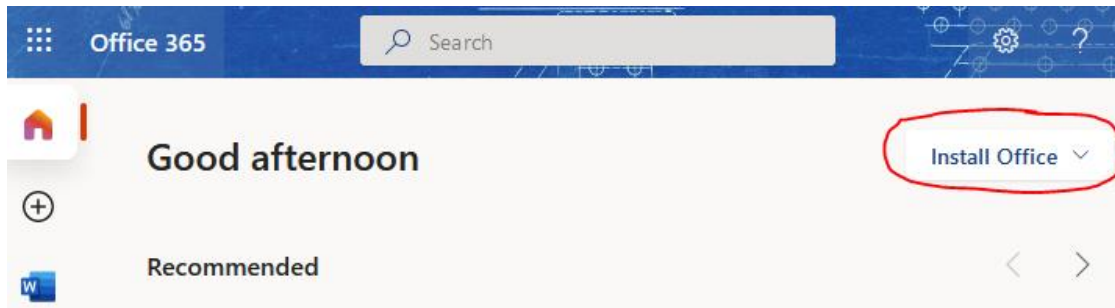 Office 365
Search
?
Good afternoon
Install Office
Recommended
W